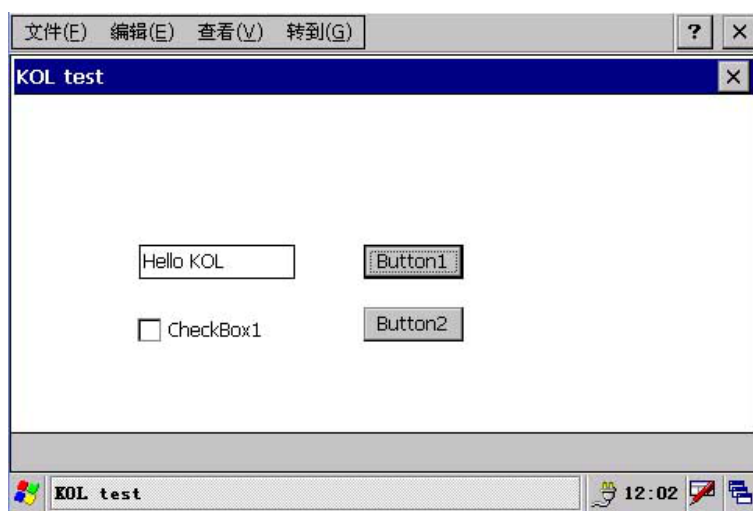 文件(F) 编辑(E) 查看(V) 转到(G) ? ×
KOL test ×
Hello KOL Button1
CheckBox1 Button2
KOL test 12:02